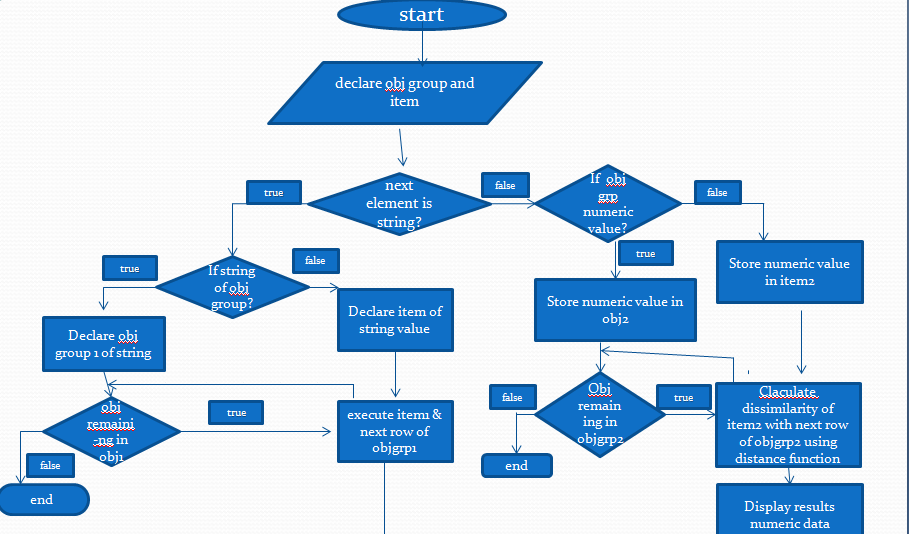 start
declare obj group and
item
true
next
element is
string?
false
If obj
grp
numeric
value?
false
true
If string
of obj
group?
false
true
Store numeric value
in item2
Declare item of
string value
Store numeric value in
obj2
Declare obj
group 1 of string
obj
remaini
-ng in
obj1
true
execute item1 &
next row of
objgrp1
false
Obj
remain
ing in
objgrp2
true
Claculate
dissimilarity of
item2 with next row
of objgrp2 using
distance function
false
end
end
Display results
numeric data